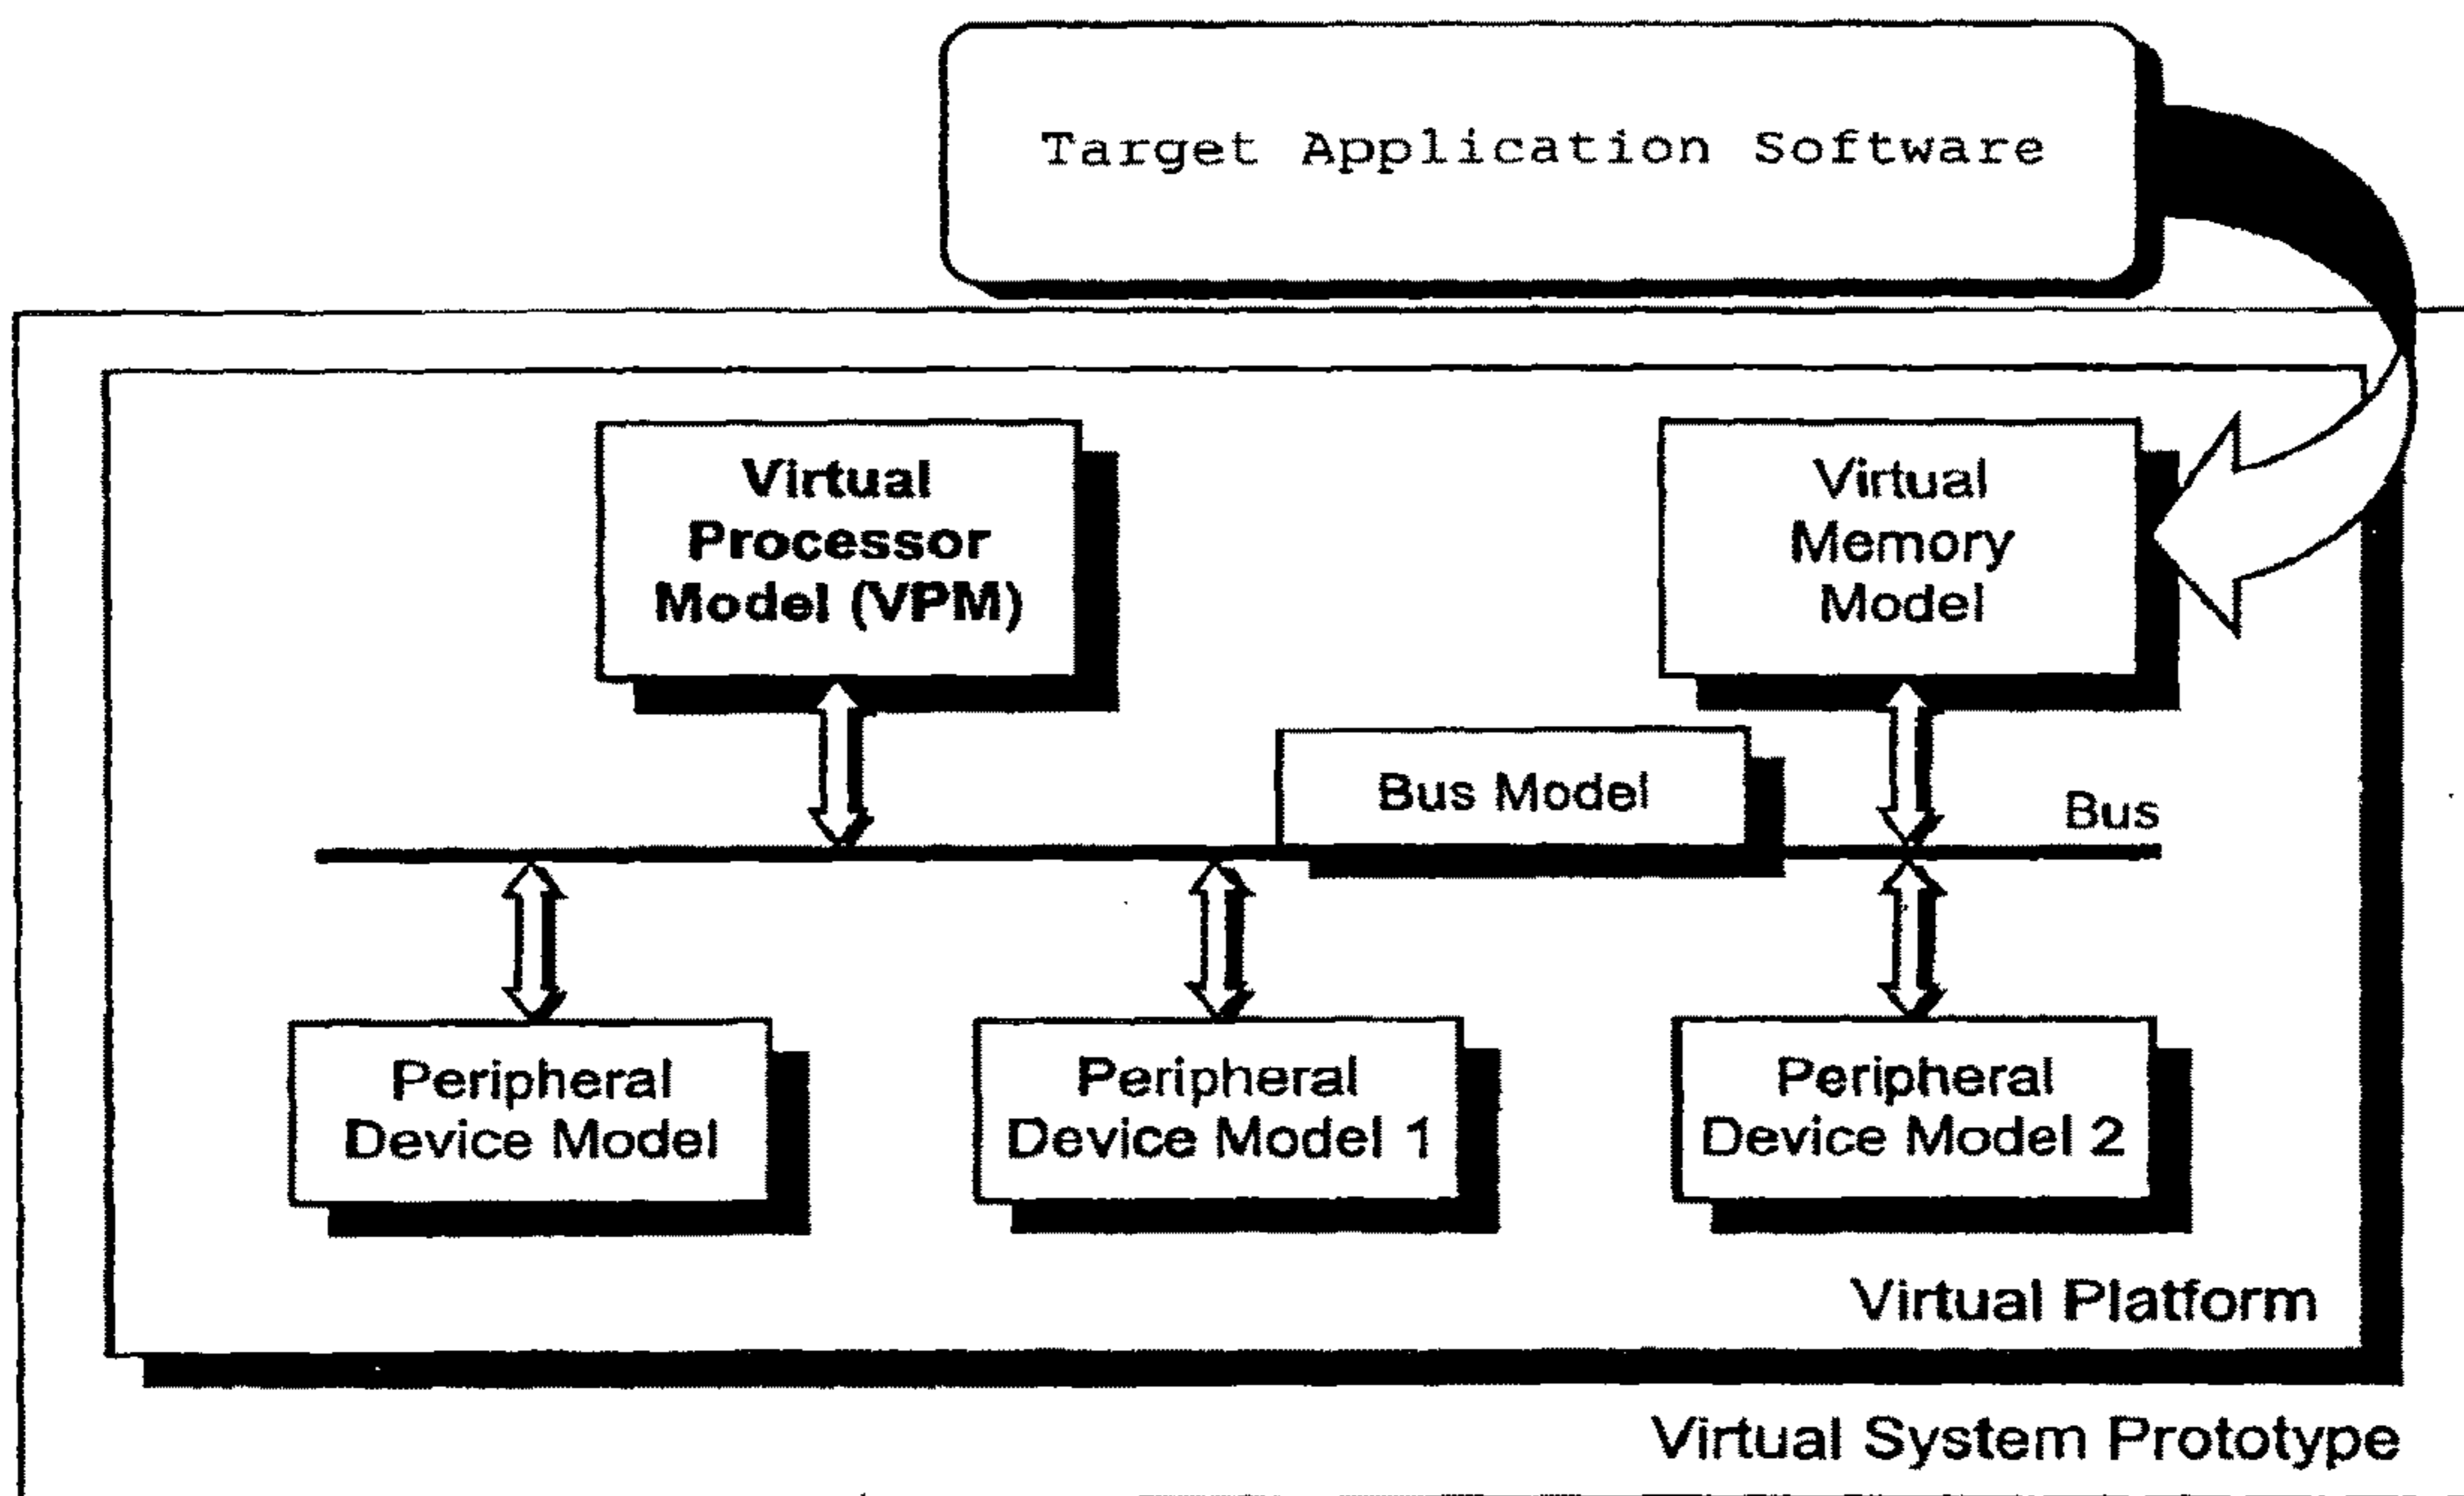 Target Application Software
Virtual
Processor
Model (VPM)
Virtual
Memory
Model
Bus Model
Bus
Peripheral
Device Model
Peripheral
Device Model 1
Peripheral
Device Model 2
Virtual Platform
Virtual System Prototype